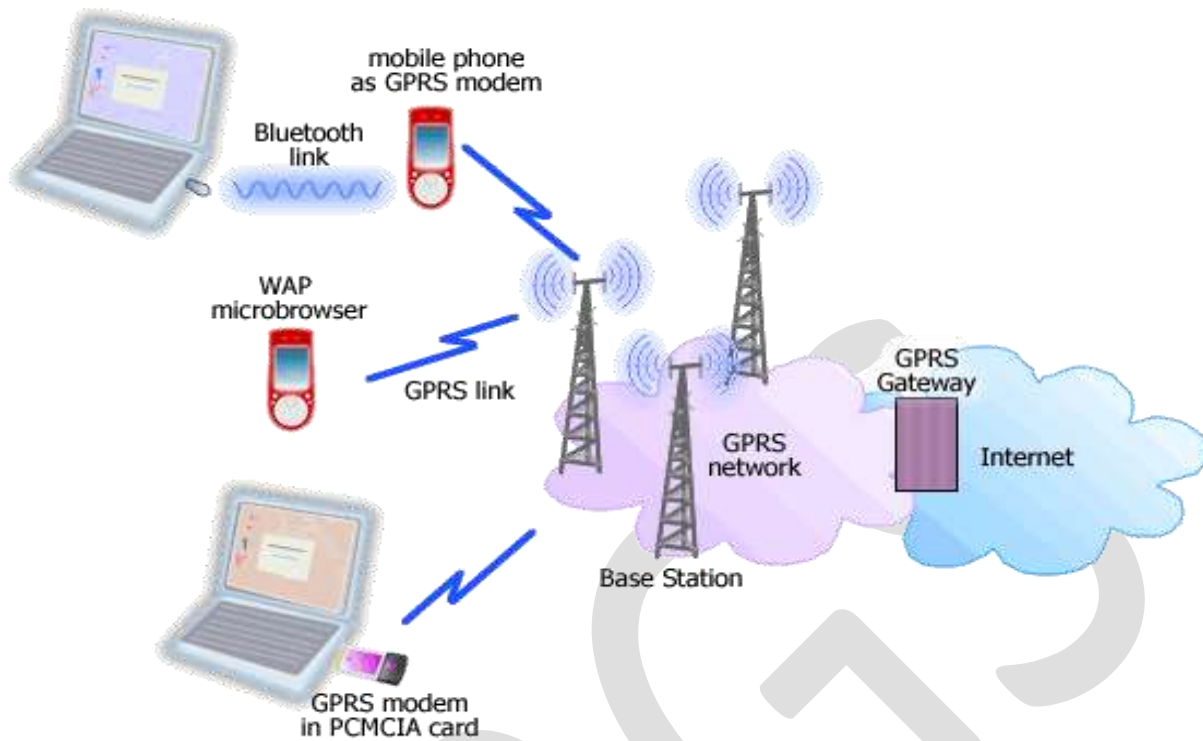 mobile phone
as GPRS modem
Bluetooth
link
WAP
microbrowser
GPRS link
GPRS
Gateway
GPRS
network
Internet
Base Station
GPRS modem
in PCMCIA card